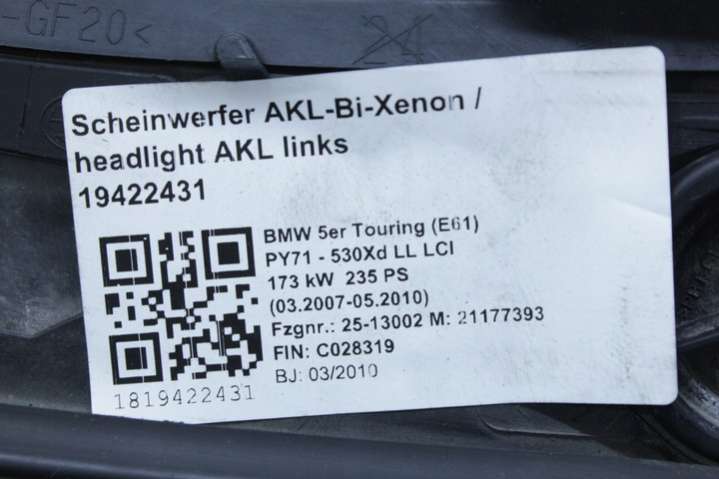 -GF20<
24
Scheinwerfer AKL-Bi-Xenon /
headlight AKL links
19422431
BMW 5er Touring (E61)
PY71 - 530Xd LL LCI
173 kW 235 PS
(03.2007-05.2010)
Fzgnr.: 25-13002 M: 21177393
FIN: C028319
BJ: 03/2010
1819422431